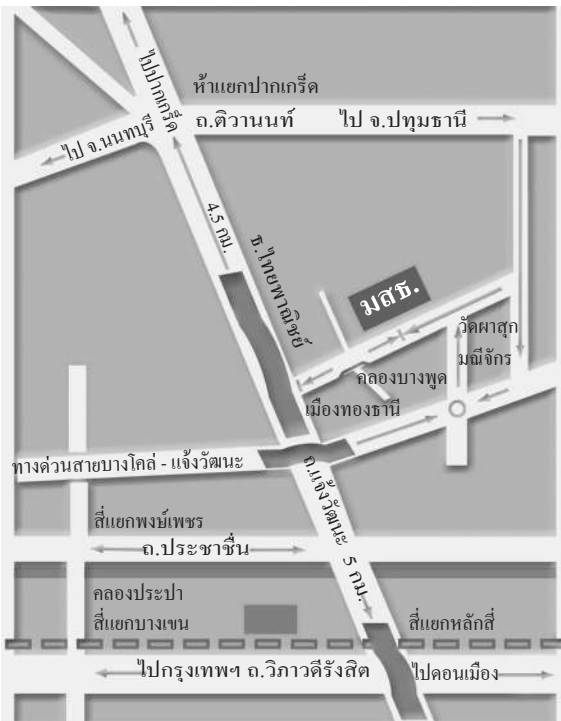 ห้าแยกปากเกร็ด
ไปปากเกร็ด
ถ.ติวานนท์ ไป จ.ปทุมธานี
ไป จ.นนทบุรี
4.5 กม.
ธ.ไทยพาณิชย์
มสธ.
วัดผาสุก
มณีจักร
คลองบางพูด
เมืองทองธานี
ทางด่วนสายบางโคล่ - แจ้งวัฒนะ
ถ.แจ้งวัฒนะ 5 กม.
สี่แยกพงษ์เพชร
ถ.ประชาชื่น
คลองประปา
สี่แยกบางเขน
สี่แยกหลักสี่
ไปกรุงเทพฯ ถ.วิภาวดีรังสิต
ไปดอนเมือง